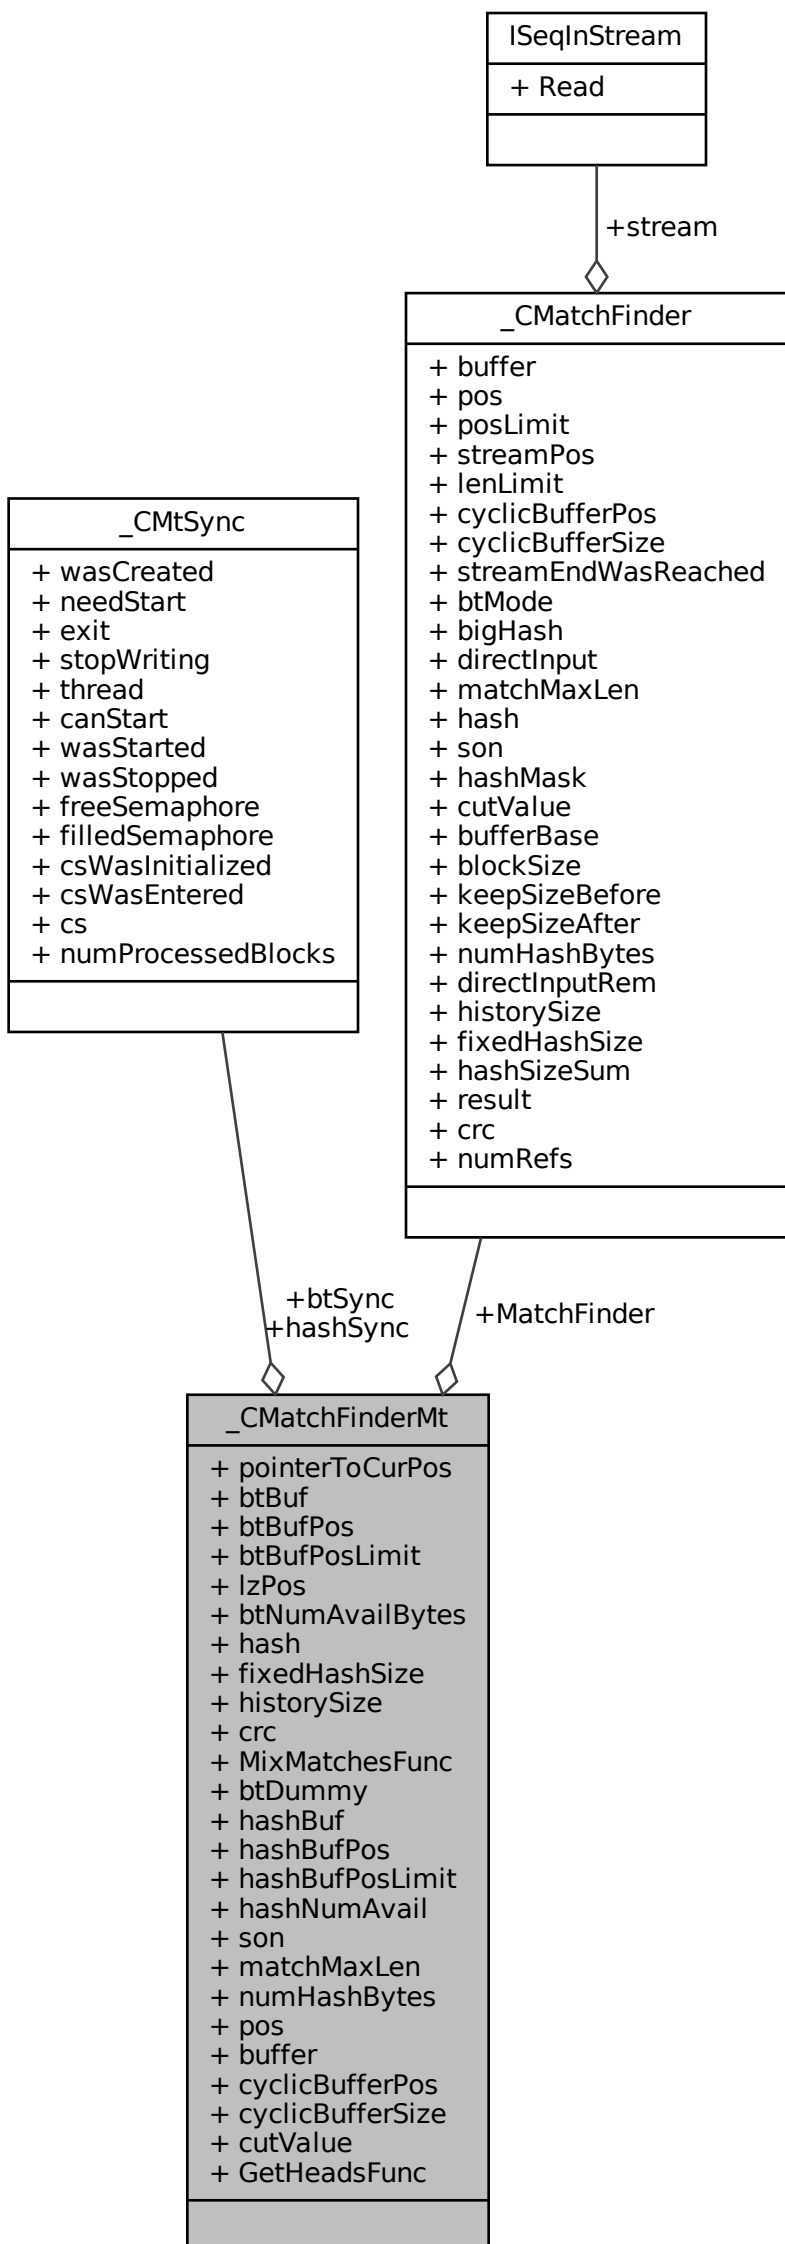 ISeqInStream
+ Read
+stream
_CMatchFinder
+ buffer
+ pos
+ posLimit
+ streamPos
+ lenLimit
+ cyclicBufferPos
+ cyclicBufferSize
+ streamEndWasReached
+ btMode
+ bigHash
+ directInput
+ matchMaxLen
+ hash
+ son
+ hashMask
+ cutValue
+ bufferBase
+ blockSize
+ keepSizeBefore
+ keepSizeAfter
+ numHashBytes
+ directInputRem
+ historySize
+ fixedHashSize
+ hashSizeSum
+ result
+ crc
+ numRefs
_CMtSync
+ wasCreated
+ needStart
+ exit
+ stopWriting
+ thread
+ canStart
+ wasStarted
+ wasStopped
+ freeSemaphore
+ filledSemaphore
+ csWasInitialized
+ csWasEntered
+ cs
+ numProcessedBlocks
+btSync
+hashSync
+MatchFinder
_CMatchFinderMt
+ pointerToCurPos
+ btBuf
+ btBufPos
+ btBufPosLimit
+ lzPos
+ btNumAvailBytes
+ hash
+ fixedHashSize
+ historySize
+ crc
+ MixMatchesFunc
+ btDummy
+ hashBuf
+ hashBufPos
+ hashBufPosLimit
+ hashNumAvail
+ son
+ matchMaxLen
+ numHashBytes
+ pos
+ buffer
+ cyclicBufferPos
+ cyclicBufferSize
+ cutValue
+ GetHeadsFunc